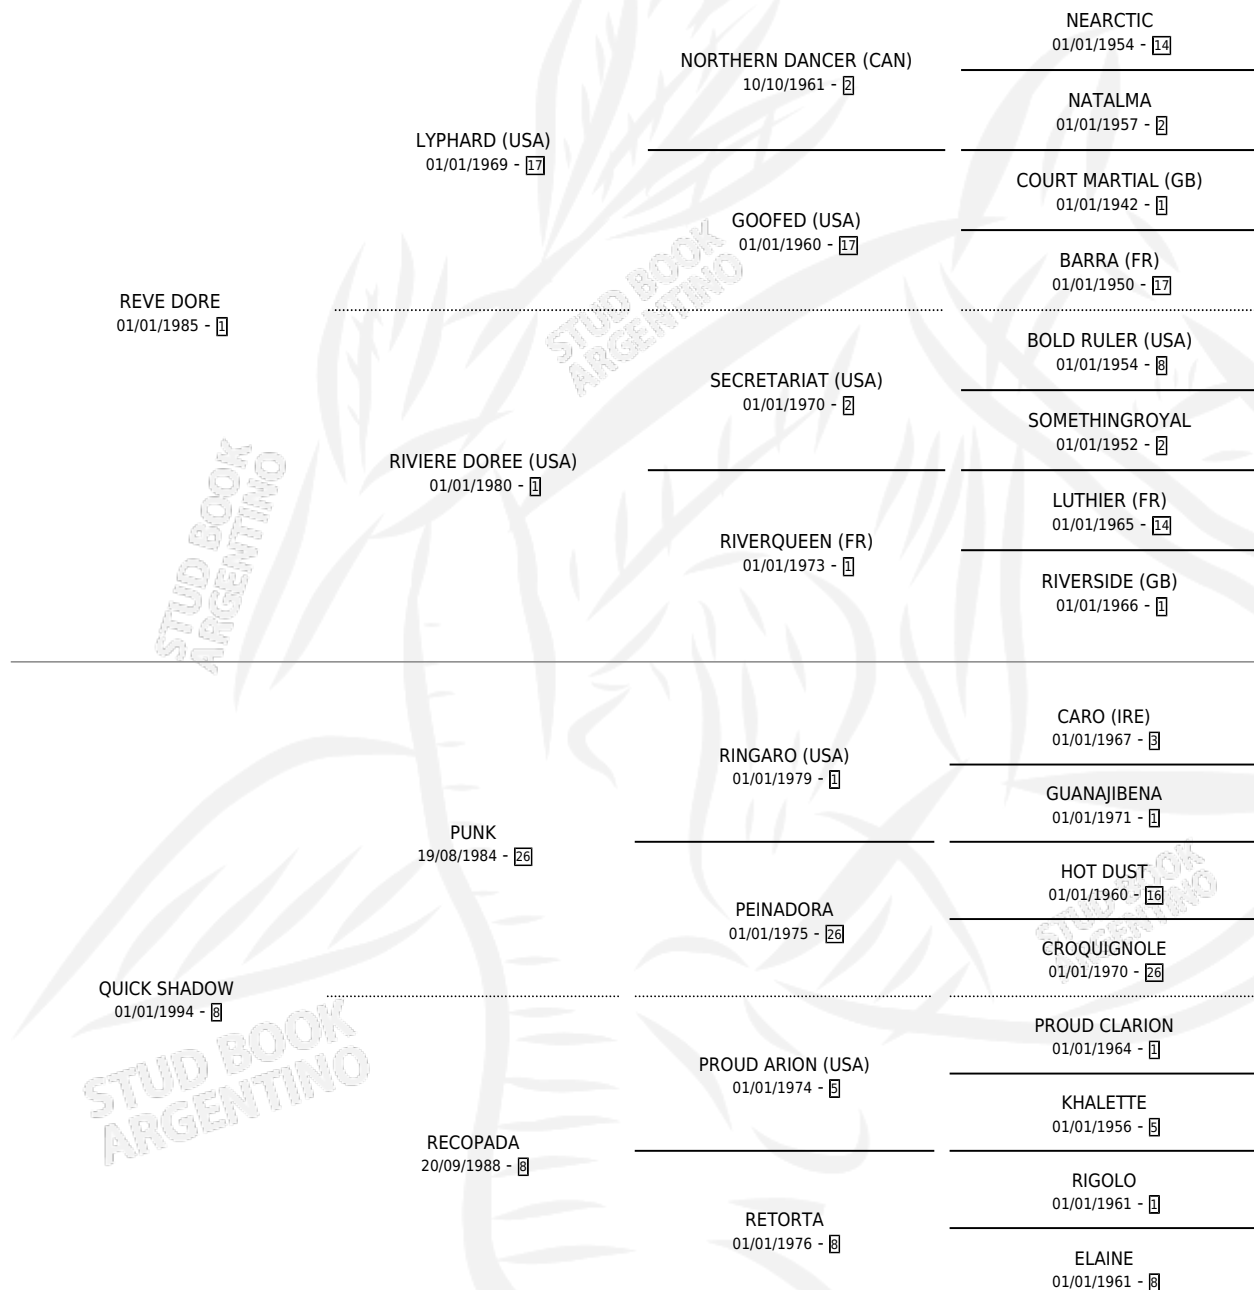 NEARCTIC
01/01/1954 - 14
NORTHERN DANCER (CAN)
10/10/1961 - 2
NATALMA
01/01/1957 - 2
LYPHARD (USA)
01/01/1969 - 17
COURT MARTIAL (GB)
01/01/1942 - 1
GOOFED (USA)
01/01/1960 - 17
BARRA (FR)
01/01/1950 - 17
REVE DORE
01/01/1985 - 1
STUD BOOK
ARGENTINO
BOLD RULER (USA)
01/01/1954 - 8
SECRETARIAT (USA)
01/01/1970 - 2
SOMETHINGROYAL
01/01/1952 - 2
RIVIERE DOREE (USA)
01/01/1980 - 1
LUTHIER (FR)
01/01/1965 - 14
RIVERQUEEN (FR)
01/01/1973 - 1
RIVERSIDE (GB)
01/01/1966 - 1
STUD BOOK
ARGENTINO
CARO (IRE)
01/01/1967 - 3
RINGARO (USA)
01/01/1979 - 1
GUANAJIBENA
01/01/1971 - 1
PUNK
19/08/1984 - 26
HOT DUST
01/01/1960 - 16
PEINADORA
01/01/1975 - 26
STUD BOOK
ARGENTINO
CROQUIGNOLE
01/01/1970 - 26
QUICK SHADOW
01/01/1994 - 8
STUD BOOK
ARGENTINO
PROUD CLARION
01/01/1964 - 1
PROUD ARION (USA)
01/01/1974 - 5
KHALETTE
01/01/1956 - 5
RECOPADA
20/09/1988 - 8
RIGOLO
01/01/1961 - 1
RETORTA
01/01/1976 - 8
ELAINE
01/01/1961 - 8